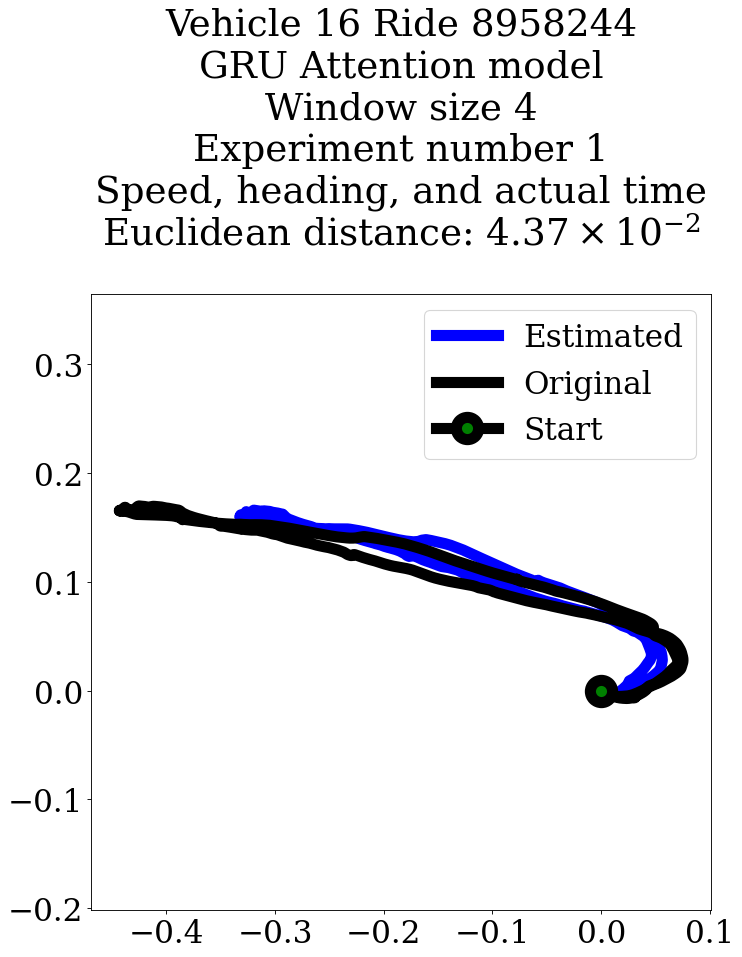 Vehicle 16 Ride 8958244
GRU Attention model
Window size 4
Experiment number 1
Speed, heading, and actual time
Euclidean distance: 4.37 × 10⁻²
Estimated
Original
Start
0.3
0.2
0.1
0.0
−0.1
−0.2
−0.4 −0.3 −0.2 −0.1 0.0 0.1